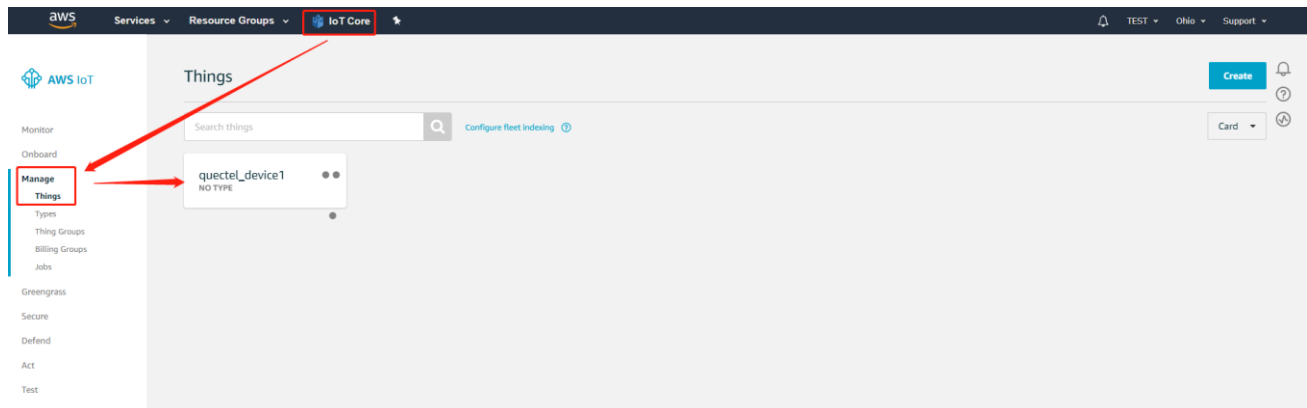 aws Services Resource Groups IoT Core TEST Ohio Support
AWS IoT
Monitor
Onboard
Manage
Things
Types
Thing Groups
Billing Groups
Jobs
Greengrass
Secure
Defend
Act
Test
Things
Create
Search things Configure fleet indexing Card
quectel_device1
NO TYPE